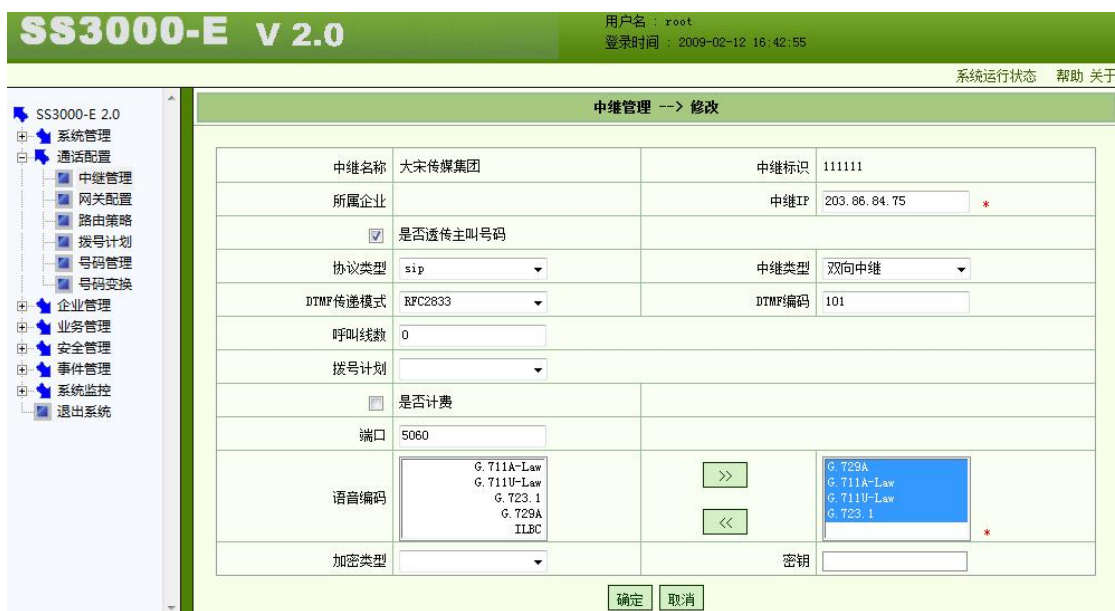 SS3000-E V 2.0
用户名 : root
登录时间 : 2009-02-12 16:42:55
系统运行状态 帮助 关于
SS3000-E 2.0
系统管理
通话配置
中继管理
网关配置
路由策略
拨号计划
号码管理
号码变换
企业管理
业务管理
安全管理
事件管理
系统监控
退出系统
中继管理 --> 修改
中继名称 大宋传媒集团 中继标识 111111
所属企业 中继IP 203.86.84.75 *
是否透传主叫号码
协议类型 sip 中继类型 双向中继
DTMF传递模式 RFC2833 DTMF编码 101
呼叫线数 0
拨号计划
是否计费
端口 5060
语音编码
G.711A-Law
G.711U-Law
G.723.1
G.729A
ILBC
>>
<<
G.729A
G.711A-Law
G.711U-Law
G.723.1
*
加密类型 密钥
确定 取消